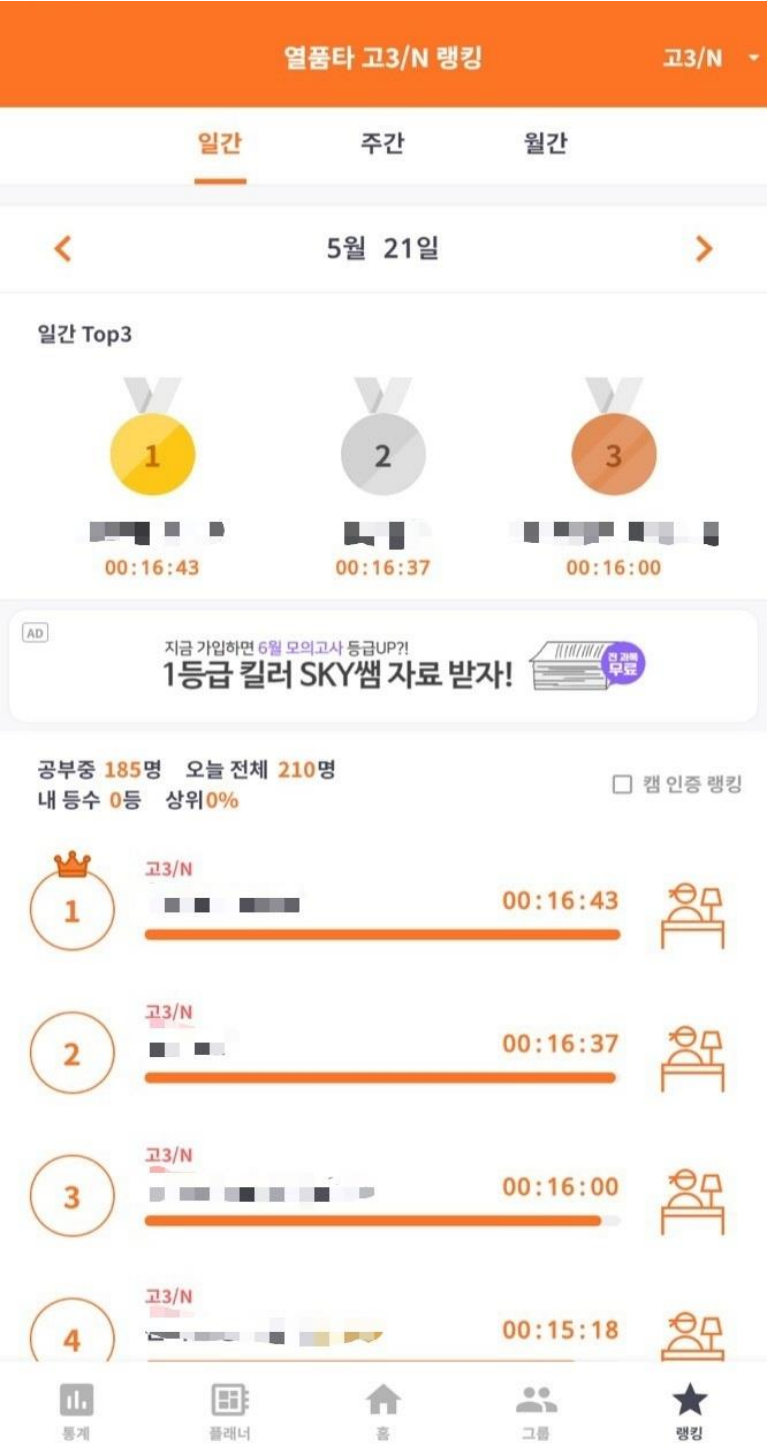 열품타 고3/N 랭킹
고3/N
일간 주간 월간
5월 21일
일간 Top3
1 2 3
00:16:43 00:16:37 00:16:00
AD
지금 가입하면 6월 모의고사 등급UP?!
1등급 킬러 SKY쌤 자료 받자!
전 과목
무료
공부중 185명 오늘 전체 210명
내 등수 0등 상위0%
캠 인증 랭킹
고3/N
1 00:16:43
고3/N
2 00:16:37
고3/N
3 00:16:00
고3/N
4 00:15:18
통계 플래너 홈 그룹 랭킹